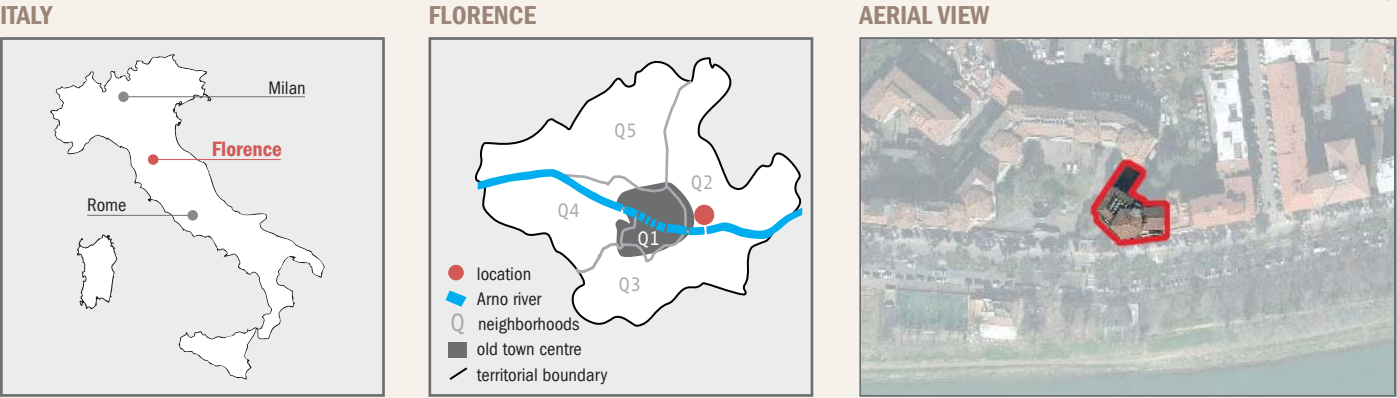 ITALY
Milan
Florence
Rome
FLORENCE
Q5
Q2
Q4
Q1
Q3
location
Arno river
Q neighborhoods
old town centre
territorial boundary
AERIAL VIEW